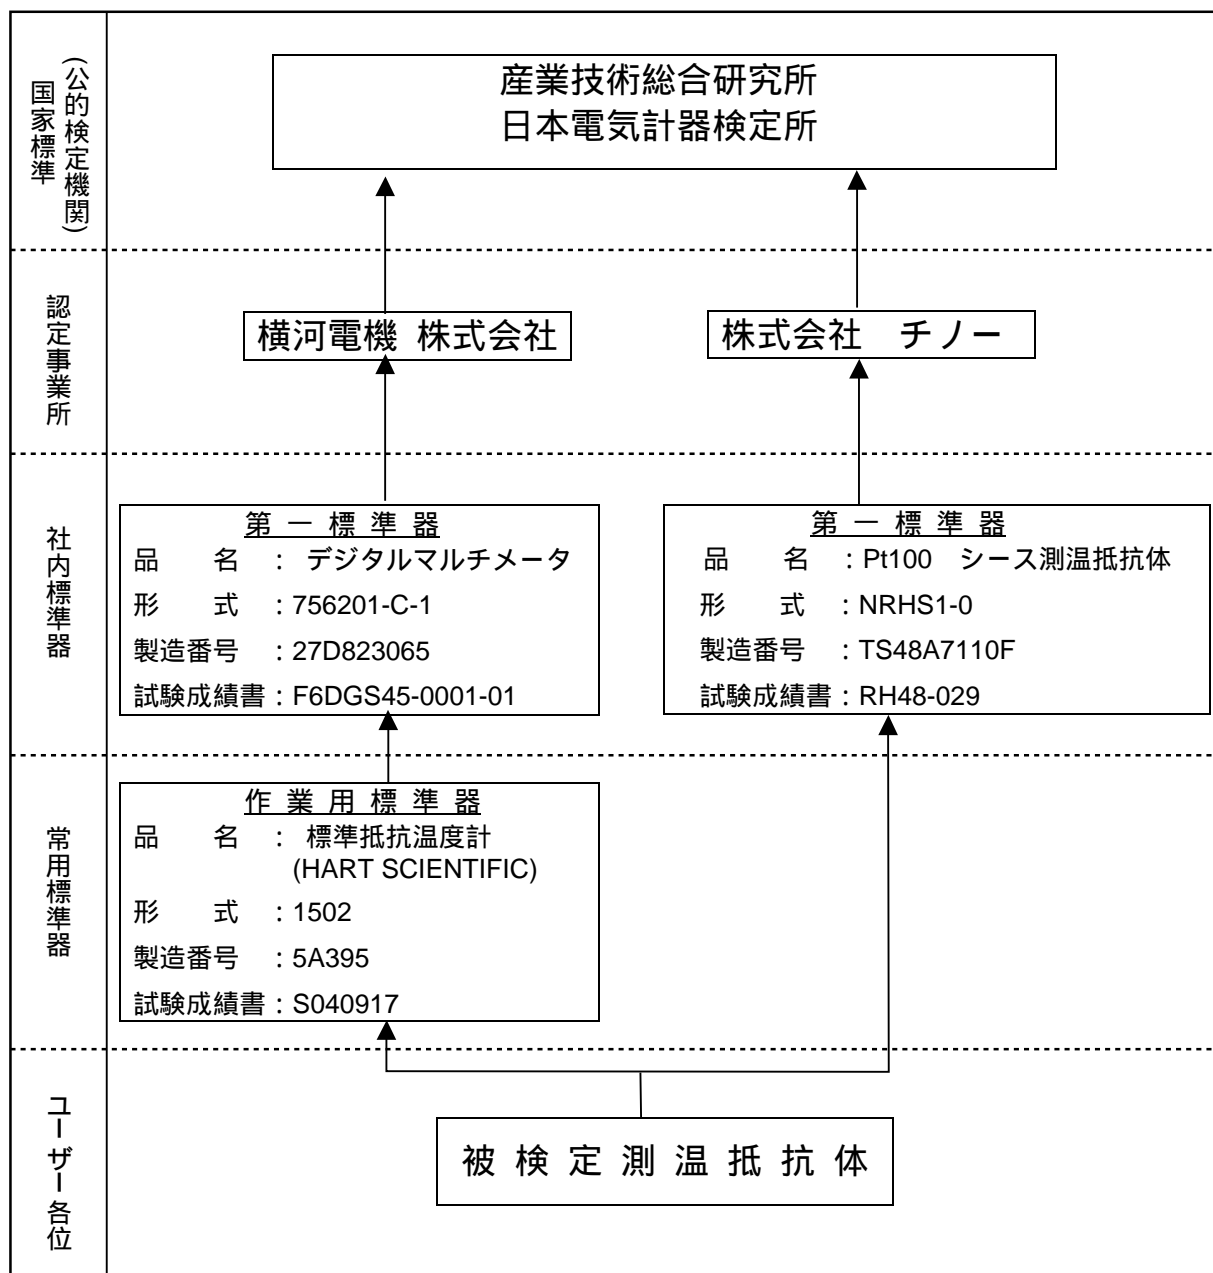 国家標準
(公的検定機関)
産業技術総合研究所
日本電気計器検定所
認定事業所
横河電機 株式会社
株式会社　チノー
社内標準器
第 一 標 準 器
品　　名　： デジタルマルチメータ
形　　式　：756201-C-1
製造番号　：27D823065
試験成績書：F6DGS45-0001-01
第 一 標 準 器
品　　名　：Pt100　シース測温抵抗体
形　　式　：NRHS1-0
製造番号　：TS48A7110F
試験成績書：RH48-029
常用標準器
作 業 用 標 準 器
品　　名　： 標準抵抗温度計
(HART SCIENTIFIC)
形　　式　：1502
製造番号　：5A395
試験成績書：S040917
ユーザー各位
被 検 定 測 温 抵 抗 体